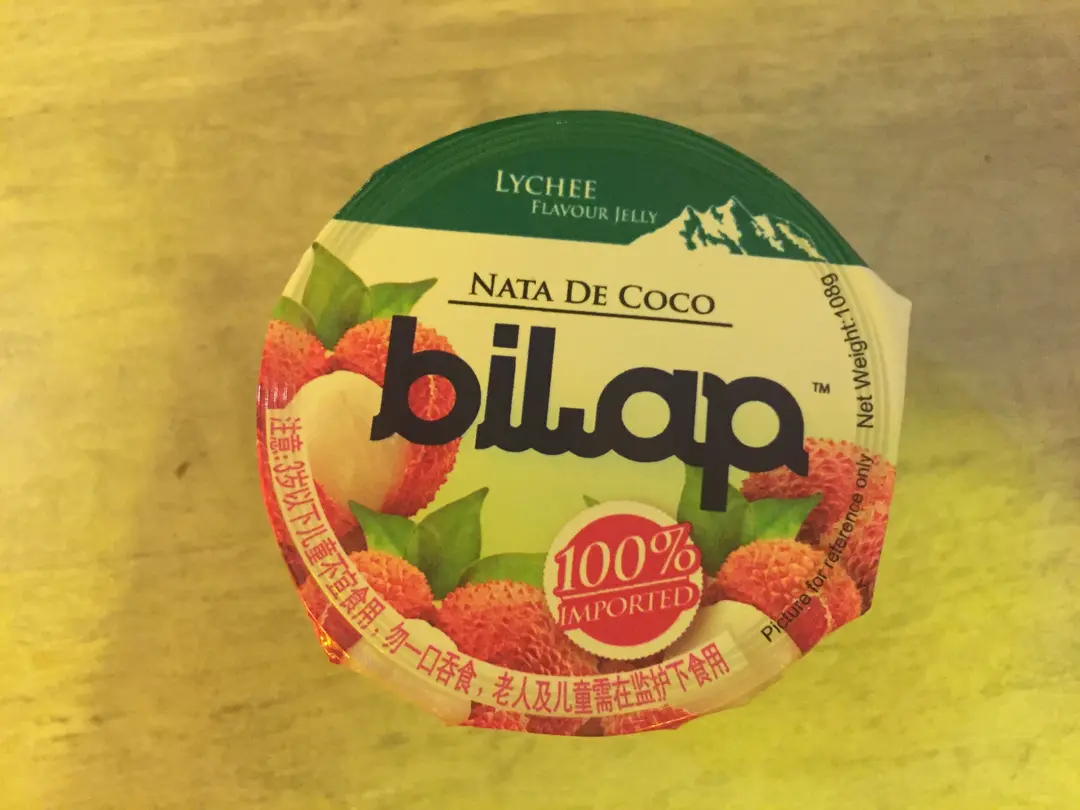 LYCHEE
FLAVOUR JELLY
NATA DE COCO
bilap™
Net Weight:108g
Picture for reference only
100%
IMPORTED
注意:3岁以下儿童不宜食用,勿一口吞食,老人及儿童需在监护下食用